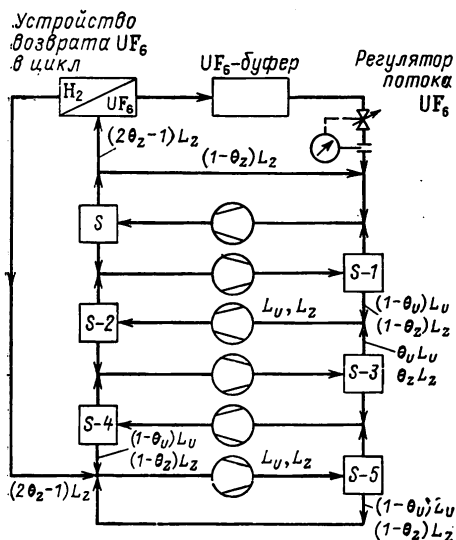 Устройство
возврата UF₆
в цикл
UF₆-буфер
Регулятор
потока
UF₆
H₂
UF₆
(2θ_z-1)L_z
(1-θ_z)L_z
S
S-1
(1-θ_U)L_U
(1-θ_z)L_z
L_U, L_z
S-2
θ_U L_U
θ_z L_z
S-3
S-4
(1-θ_U)L_U
(1-θ_z)L_z
L_U, L_z
S-5
(2θ_z-1)L_z
(1-θ_U)L_U
(1-θ_z)L_z